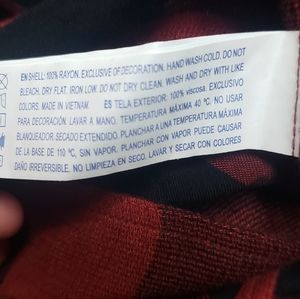 EN SHELL: 100% RAYON. EXCLUSIVE OF DECORATION. HAND WASH COLD. DO NOT
BLEACH. DRY FLAT. IRON LOW. DO NOT DRY CLEAN. WASH AND DRY WITH LIKE
COLORS. MADE IN VIETNAM. ES TELA EXTERIOR: 100% viscosa. EXCLUSIVO
PARA DECORACIÓN. LAVAR A MANO. TEMPERATURA MÁXIMA 40 °C. NO USAR
BLANQUEADOR. SECADO EXTENDIDO. PLANCHAR A UNA TEMPERATURA MÁXIMA
DE LA BASE DE 110 °C, SIN VAPOR. PLANCHAR CON VAPOR PUEDE CAUSAR
DAÑO IRREVERSIBLE. NO LIMPIEZA EN SECO. LAVAR Y SECAR CON COLORES